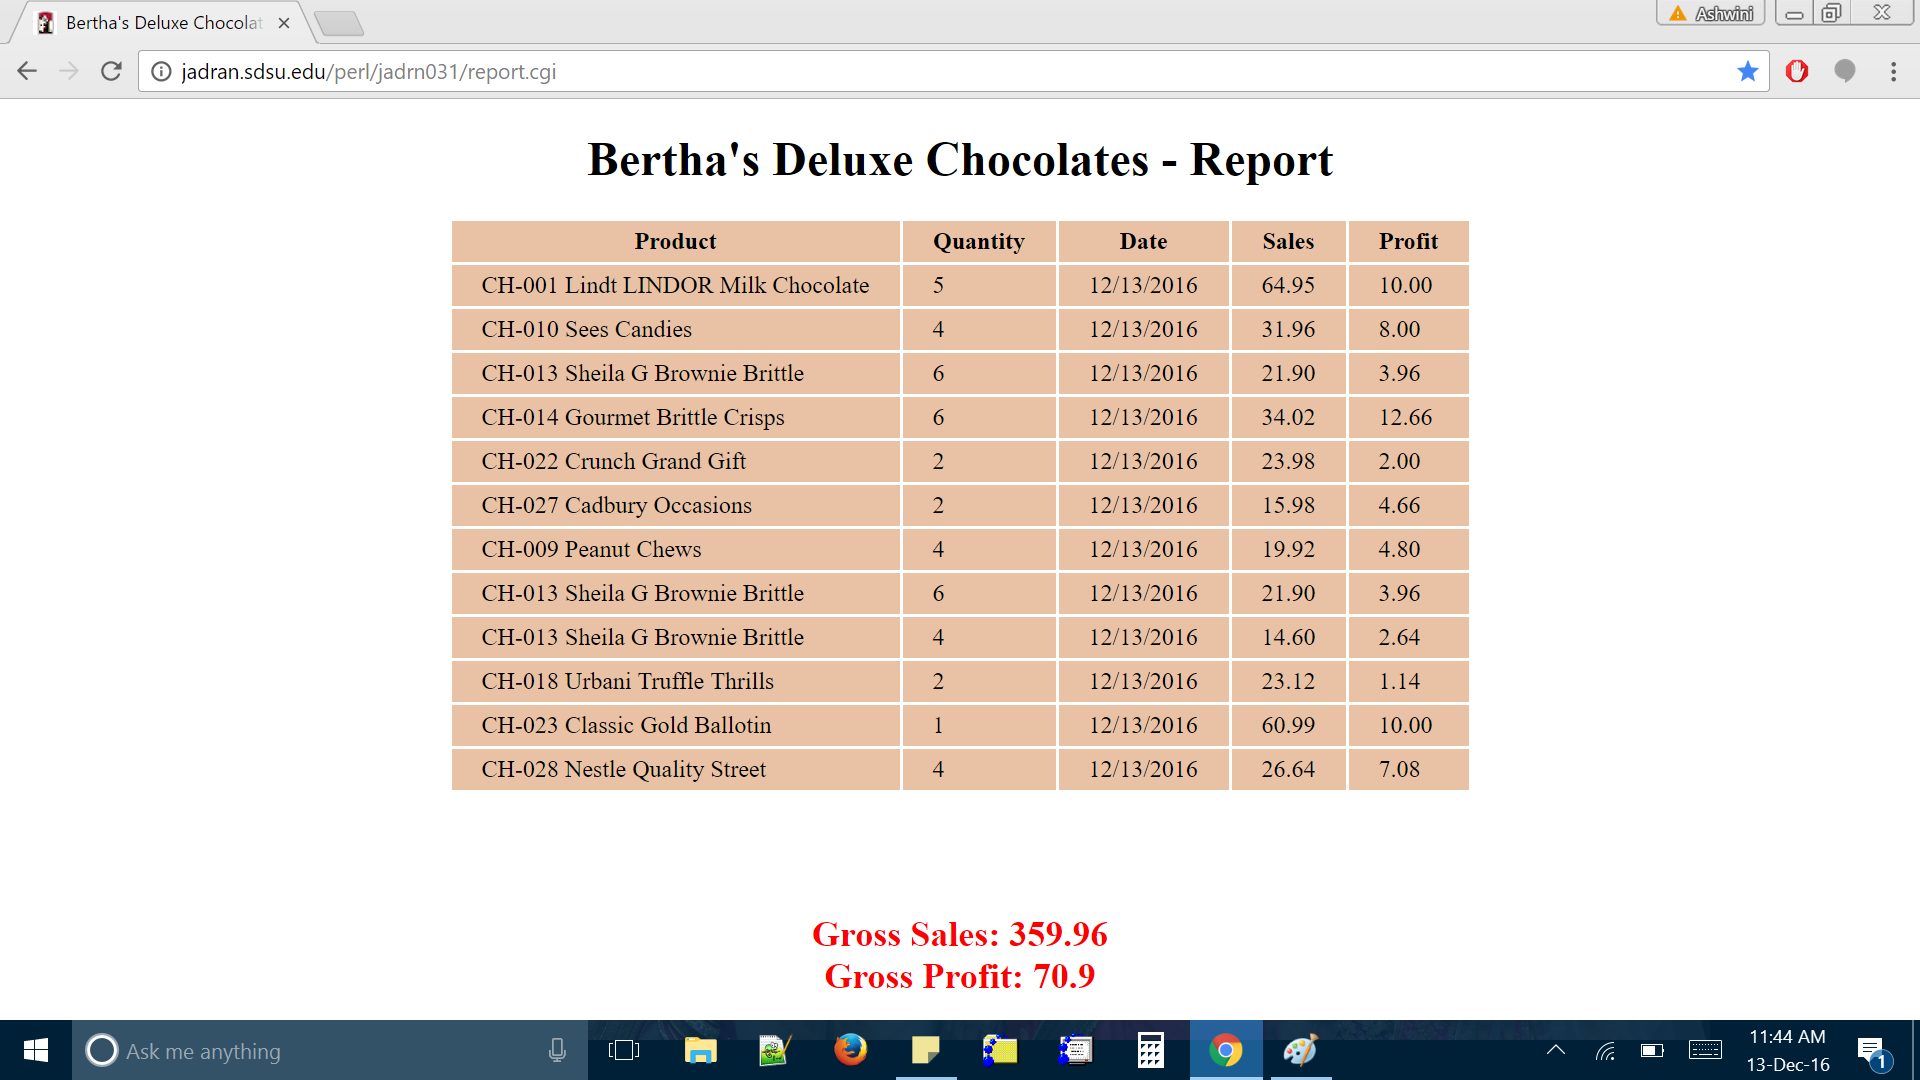 Bertha's Deluxe Chocolat
Ashwini
jadran.sdsu.edu/perl/jadrn031/report.cgi
Bertha's Deluxe Chocolates - Report
Product Quantity Date Sales Profit
CH-001 Lindt LINDOR Milk Chocolate 5 12/13/2016 64.95 10.00
CH-010 Sees Candies 4 12/13/2016 31.96 8.00
CH-013 Sheila G Brownie Brittle 6 12/13/2016 21.90 3.96
CH-014 Gourmet Brittle Crisps 6 12/13/2016 34.02 12.66
CH-022 Crunch Grand Gift 2 12/13/2016 23.98 2.00
CH-027 Cadbury Occasions 2 12/13/2016 15.98 4.66
CH-009 Peanut Chews 4 12/13/2016 19.92 4.80
CH-013 Sheila G Brownie Brittle 6 12/13/2016 21.90 3.96
CH-013 Sheila G Brownie Brittle 4 12/13/2016 14.60 2.64
CH-018 Urbani Truffle Thrills 2 12/13/2016 23.12 1.14
CH-023 Classic Gold Ballotin 1 12/13/2016 60.99 10.00
CH-028 Nestle Quality Street 4 12/13/2016 26.64 7.08
Gross Sales: 359.96
Gross Profit: 70.9
Ask me anything
11:44 AM
13-Dec-16
1